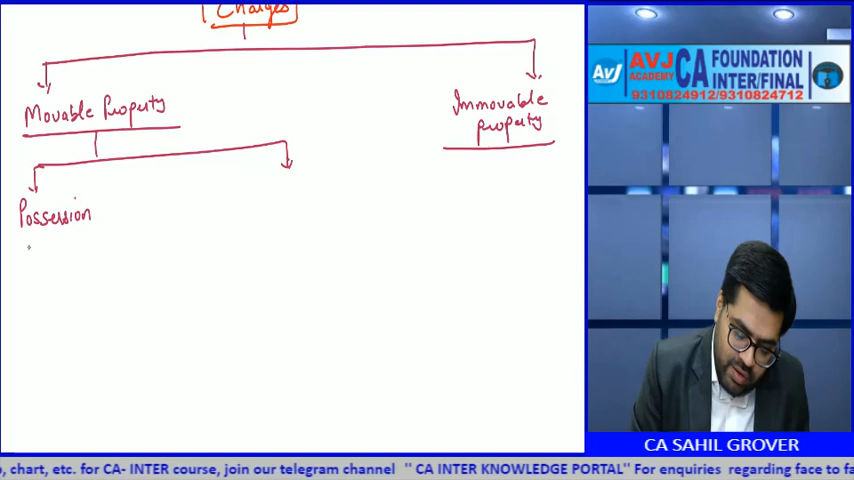 Charges
Movable Property
Immovable
property
Possession
AVJ
AVJ
ACADEMY
CA
FOUNDATION
INTER/FINAL
9310824912/9310824712
CA SAHIL GROVER
o, chart, etc. for CA- INTER course, join our telegram channel " CA INTER KNOWLEDGE PORTAL" For enquiries regarding face to fa